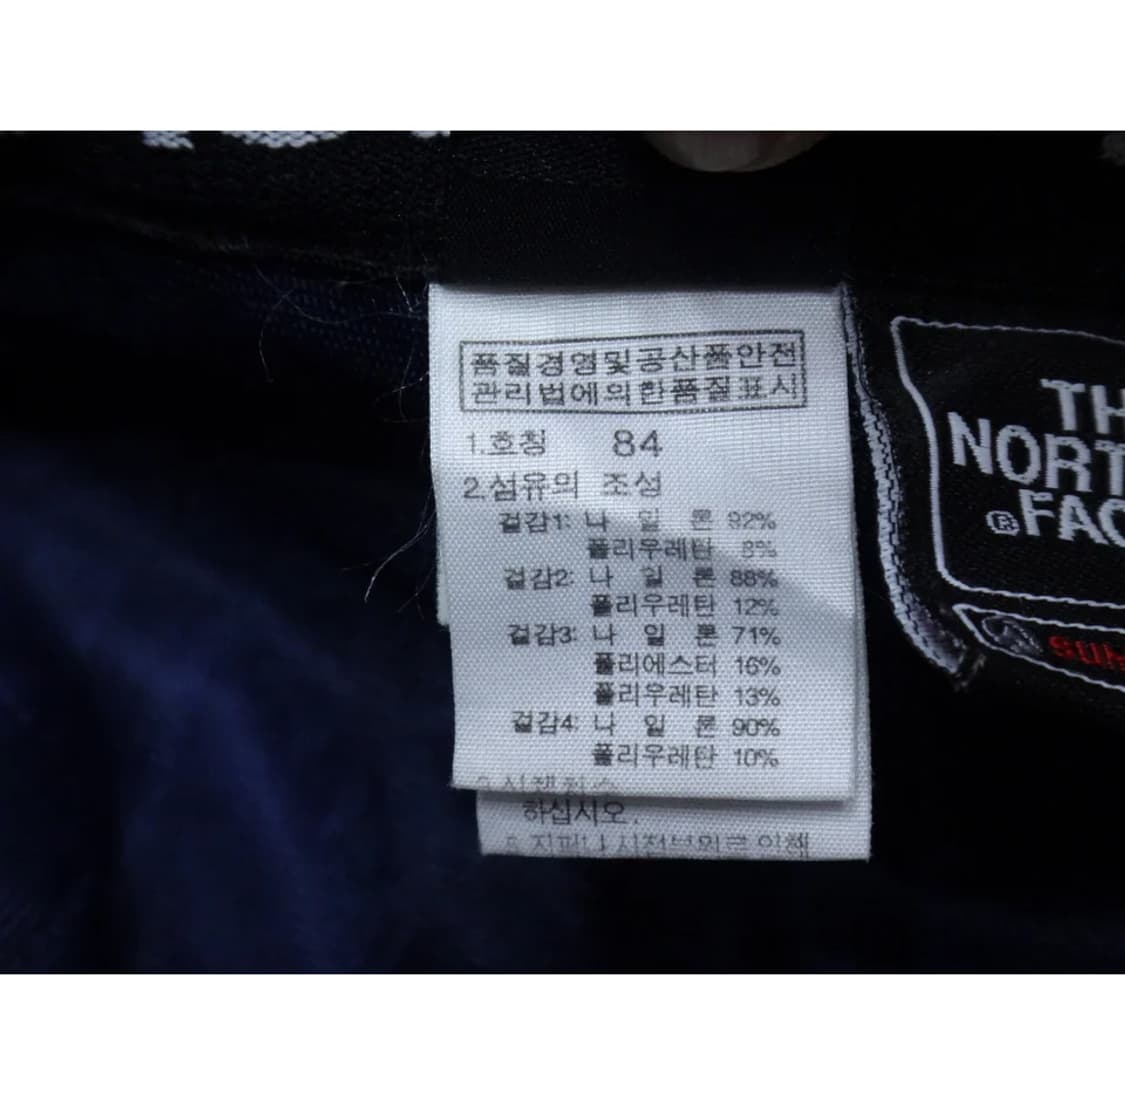 품질경영및공산품안전
관리법에의한품질표시
1.호칭 84
2.섬유의 조성
겉감1: 나 일 론 92%
폴리우레탄 8%
겉감2: 나 일 론 88%
폴리우레탄 12%
겉감3: 나 일 론 71%
폴리에스터 16%
폴리우레탄 13%
겉감4: 나 일 론 90%
폴리우레탄 10%
하십시오.
THE
NORT
®FAC
SUM